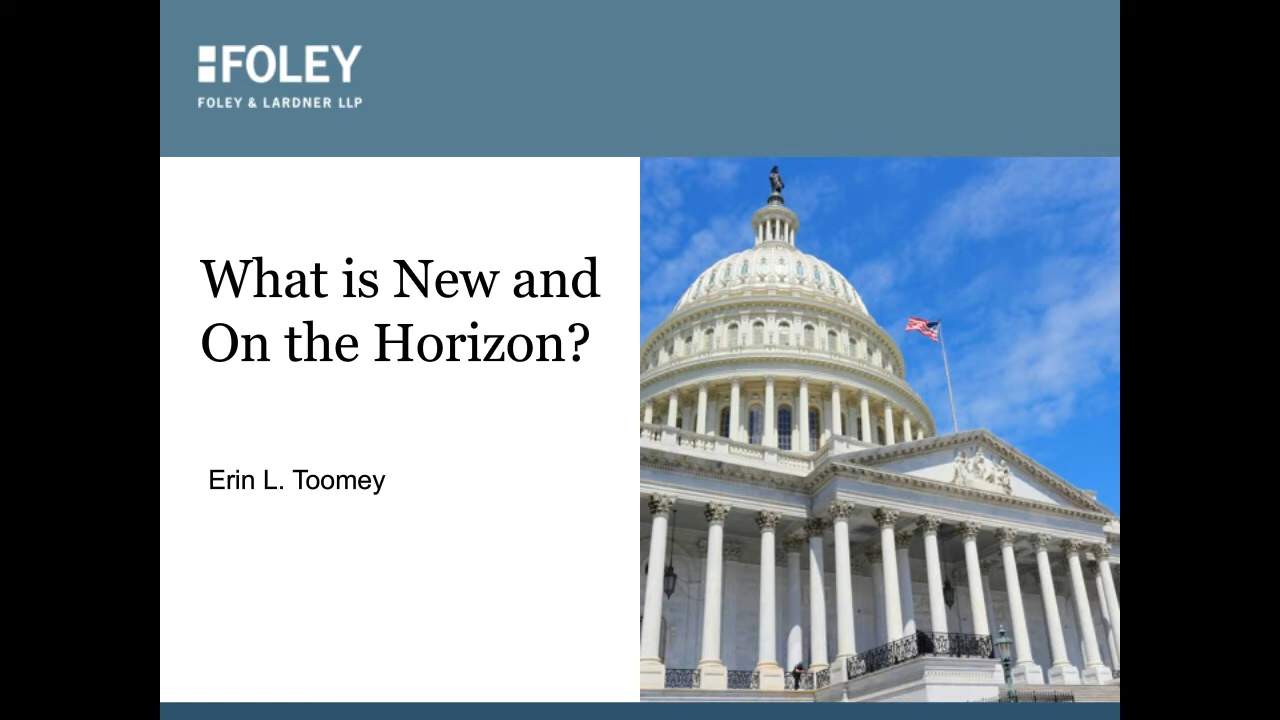 FOLEY
FOLEY & LARDNER LLP
What is New and
On the Horizon?
Erin L. Toomey